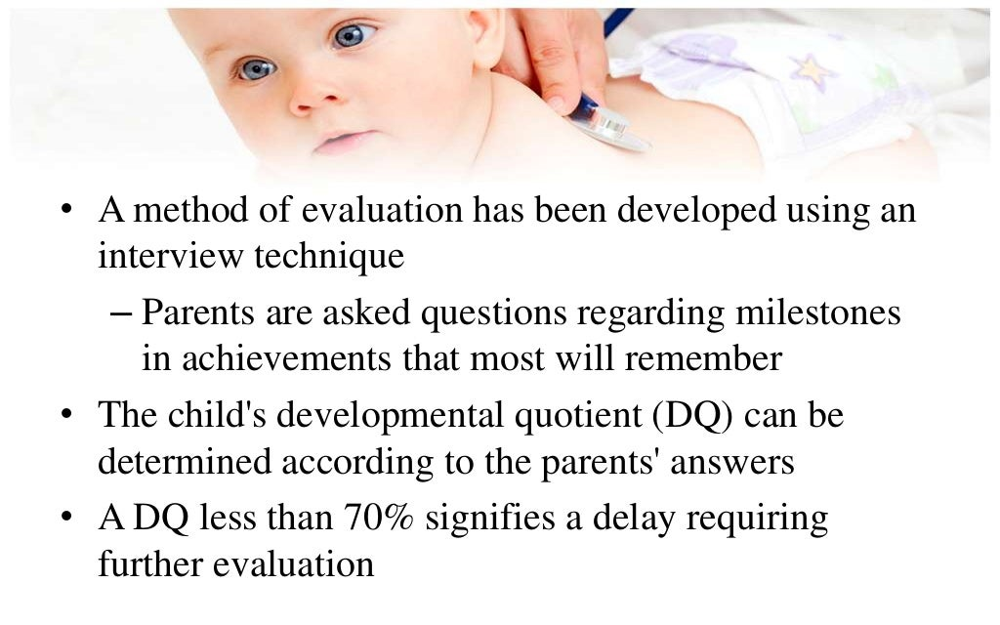 • A method of evaluation has been developed using an
interview technique
– Parents are asked questions regarding milestones
in achievements that most will remember
• The child's developmental quotient (DQ) can be
determined according to the parents' answers
• A DQ less than 70% signifies a delay requiring
further evaluation